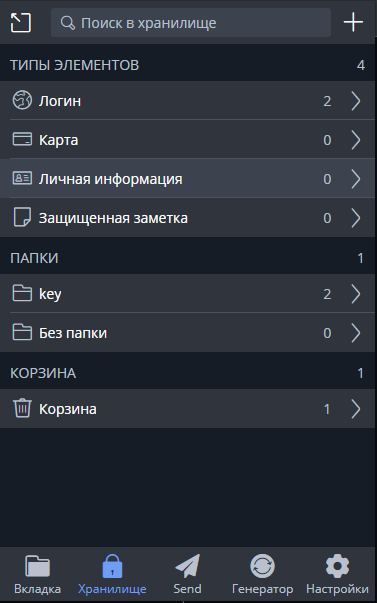 Поиск в хранилище
ТИПЫ ЭЛЕМЕНТОВ 4
Логин 2
Карта 0
Личная информация 0
Защищенная заметка 0
ПАПКИ 1
key 2
Без папки 0
КОРЗИНА 1
Корзина 1
Вкладка Хранилище Send Генератор Настройки